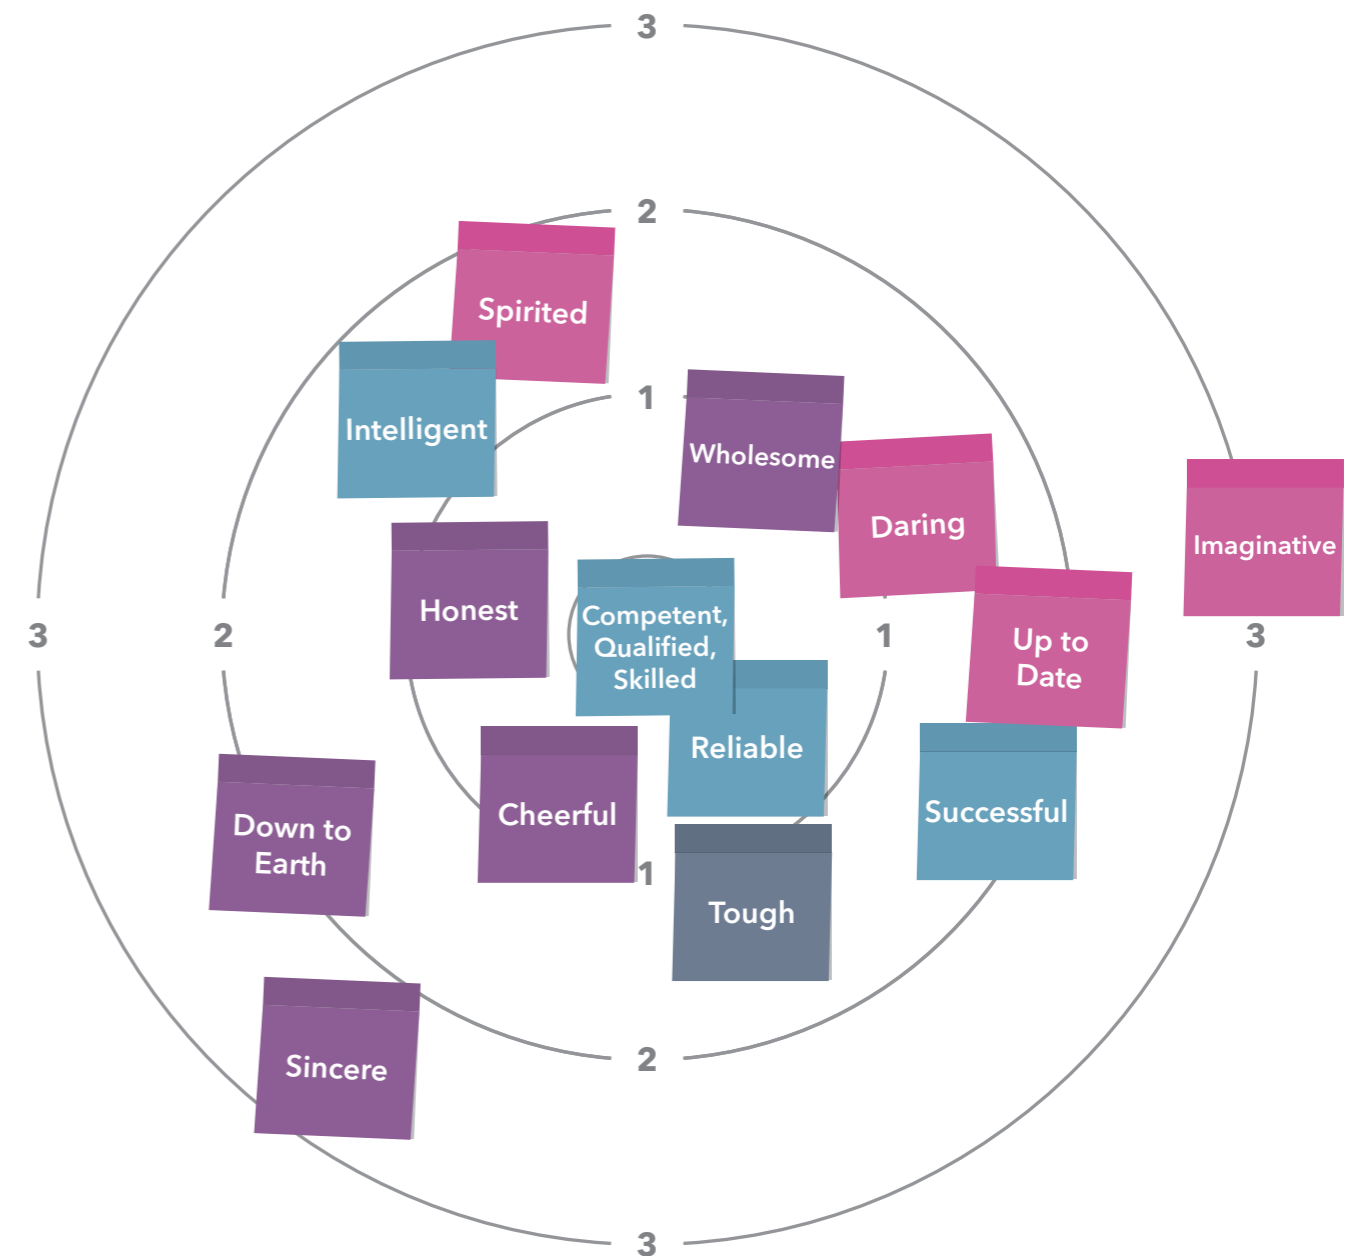 3
2
Spirited
1
Intelligent
Wholesome
Daring
Imaginative
Honest
Competent,
Qualified,
Skilled
3
2
1
3
Up to
Date
Reliable
Successful
Cheerful
Down to
Earth
1
Tough
2
Sincere
3